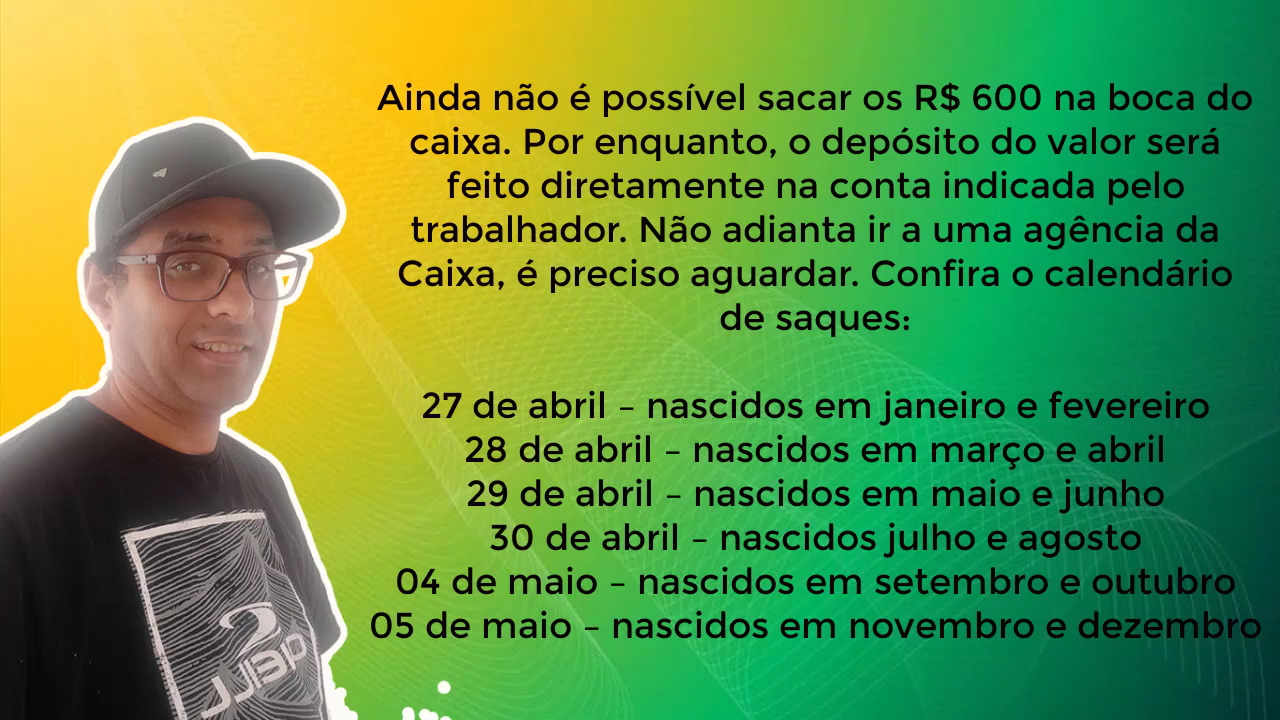 Ainda não é possível sacar os R$ 600 na boca do
caixa. Por enquanto, o depósito do valor será
feito diretamente na conta indicada pelo
trabalhador. Não adianta ir a uma agência da
Caixa, é preciso aguardar. Confira o calendário
de saques:
27 de abril – nascidos em janeiro e fevereiro
28 de abril – nascidos em março e abril
29 de abril – nascidos em maio e junho
30 de abril – nascidos julho e agosto
04 de maio – nascidos em setembro e outubro
05 de maio – nascidos em novembro e dezembro